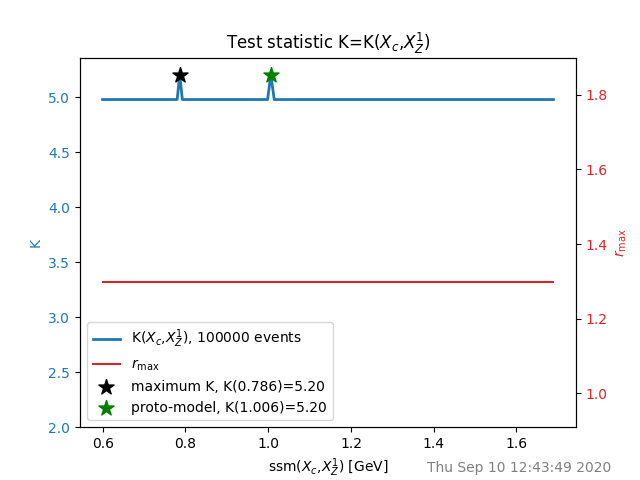 Test statistic K=K(X_c,X_Z^1)
K
5.0
4.5
4.0
3.5
3.0
2.5
2.0
1.8
1.6
1.4
1.2
1.0
r_max
K(X_c,X_Z^1), 100000 events
r_max
maximum K, K(0.786)=5.20
proto-model, K(1.006)=5.20
0.6 0.8 1.0 1.2 1.4 1.6
ssm(X_c,X_Z^1) [GeV]
Thu Sep 10 12:43:49 2020